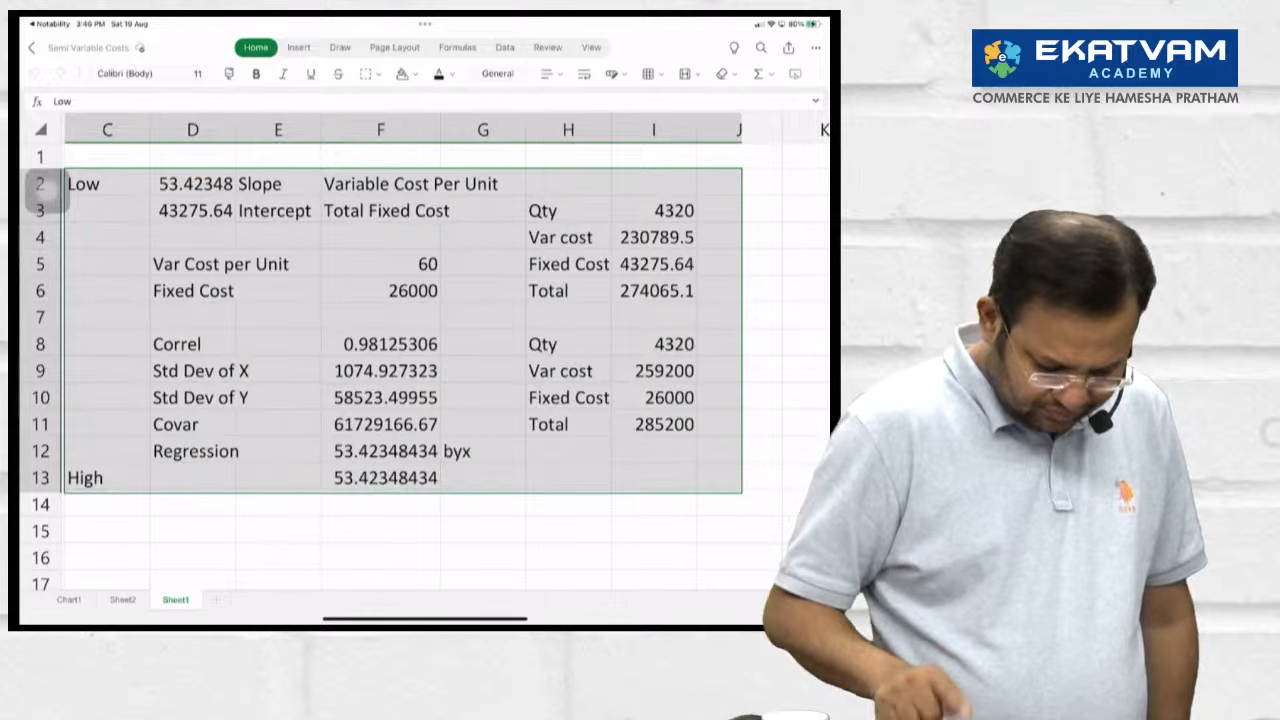 Notability 3:46 PM Sat 19 Aug
80%
EKATVAM
ACADEMY
COMMERCE KE LIYE HAMESHA PRATHAM
Semi Variable Costs
Home Insert Draw Page Layout Formulas Data Review View
Calibri (Body) 11 B I U S A General
fx Low
C D E F G H I J K
1
2 Low 53.42348 Slope Variable Cost Per Unit
3 43275.64 Intercept Total Fixed Cost Qty 4320
4 Var cost 230789.5
5 Var Cost per Unit 60 Fixed Cost 43275.64
6 Fixed Cost 26000 Total 274065.1
7
8 Correl 0.98125306 Qty 4320
9 Std Dev of X 1074.927323 Var cost 259200
10 Std Dev of Y 58523.49955 Fixed Cost 26000
11 Covar 61729166.67 Total 285200
12 Regression 53.42348434 byx
13 High 53.42348434
14
15
16
17
Chart1 Sheet2 Sheet1